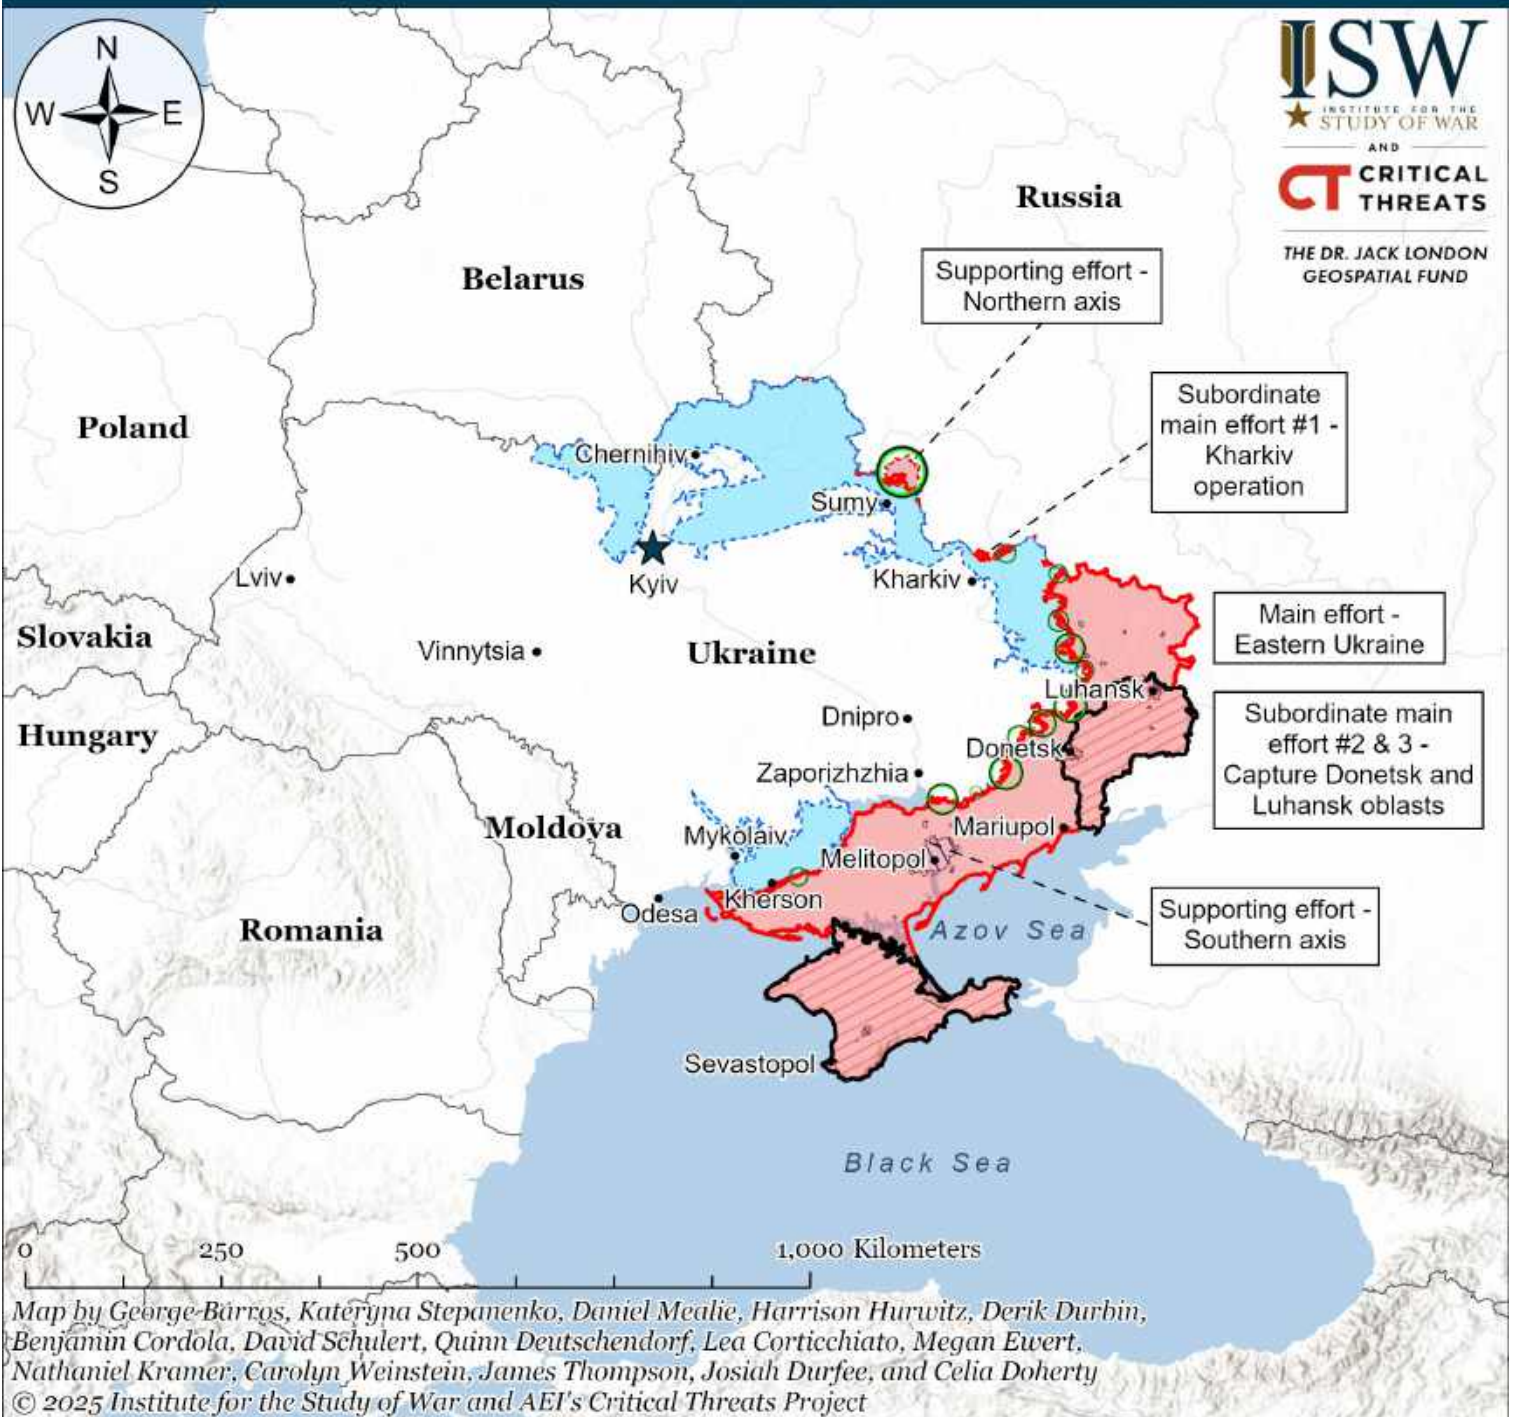 N
W
E
S
ISW
INSTITUTE FOR THE
STUDY OF WAR
AND
CT CRITICAL
THREATS
THE DR. JACK LONDON
GEOSPATIAL FUND
Russia
Supporting effort -
Northern axis
Belarus
Subordinate
main effort #1 -
Kharkiv
operation
Poland
Chernihiv
Sumy
Lviv
Kyiv
Kharkiv
Main effort -
Eastern Ukraine
Slovakia
Vinnytsia
Ukraine
Luhansk
Hungary
Dnipro
Donetsk
Subordinate main
effort #2 & 3 -
Capture Donetsk and
Luhansk oblasts
Zaporizhzhia
Moldova
Mykolaiv
Mariupol
Melitopol
Kherson
Odesa
Romania
Azov Sea
Supporting effort -
Southern axis
Sevastopol
Black Sea
0 250 500 1,000 Kilometers
Map by George Barros, Kateryna Stepanenko, Daniel Mealie, Harrison Hurwitz, Derik Durbin,
Benjamin Cordola, David Schulert, Quinn Deutschendorf, Lea Corticchiato, Megan Ewert,
Nathaniel Kramer, Carolyn Weinstein, James Thompson, Josiah Durfee, and Celia Doherty
© 2025 Institute for the Study of War and AEI's Critical Threats Project